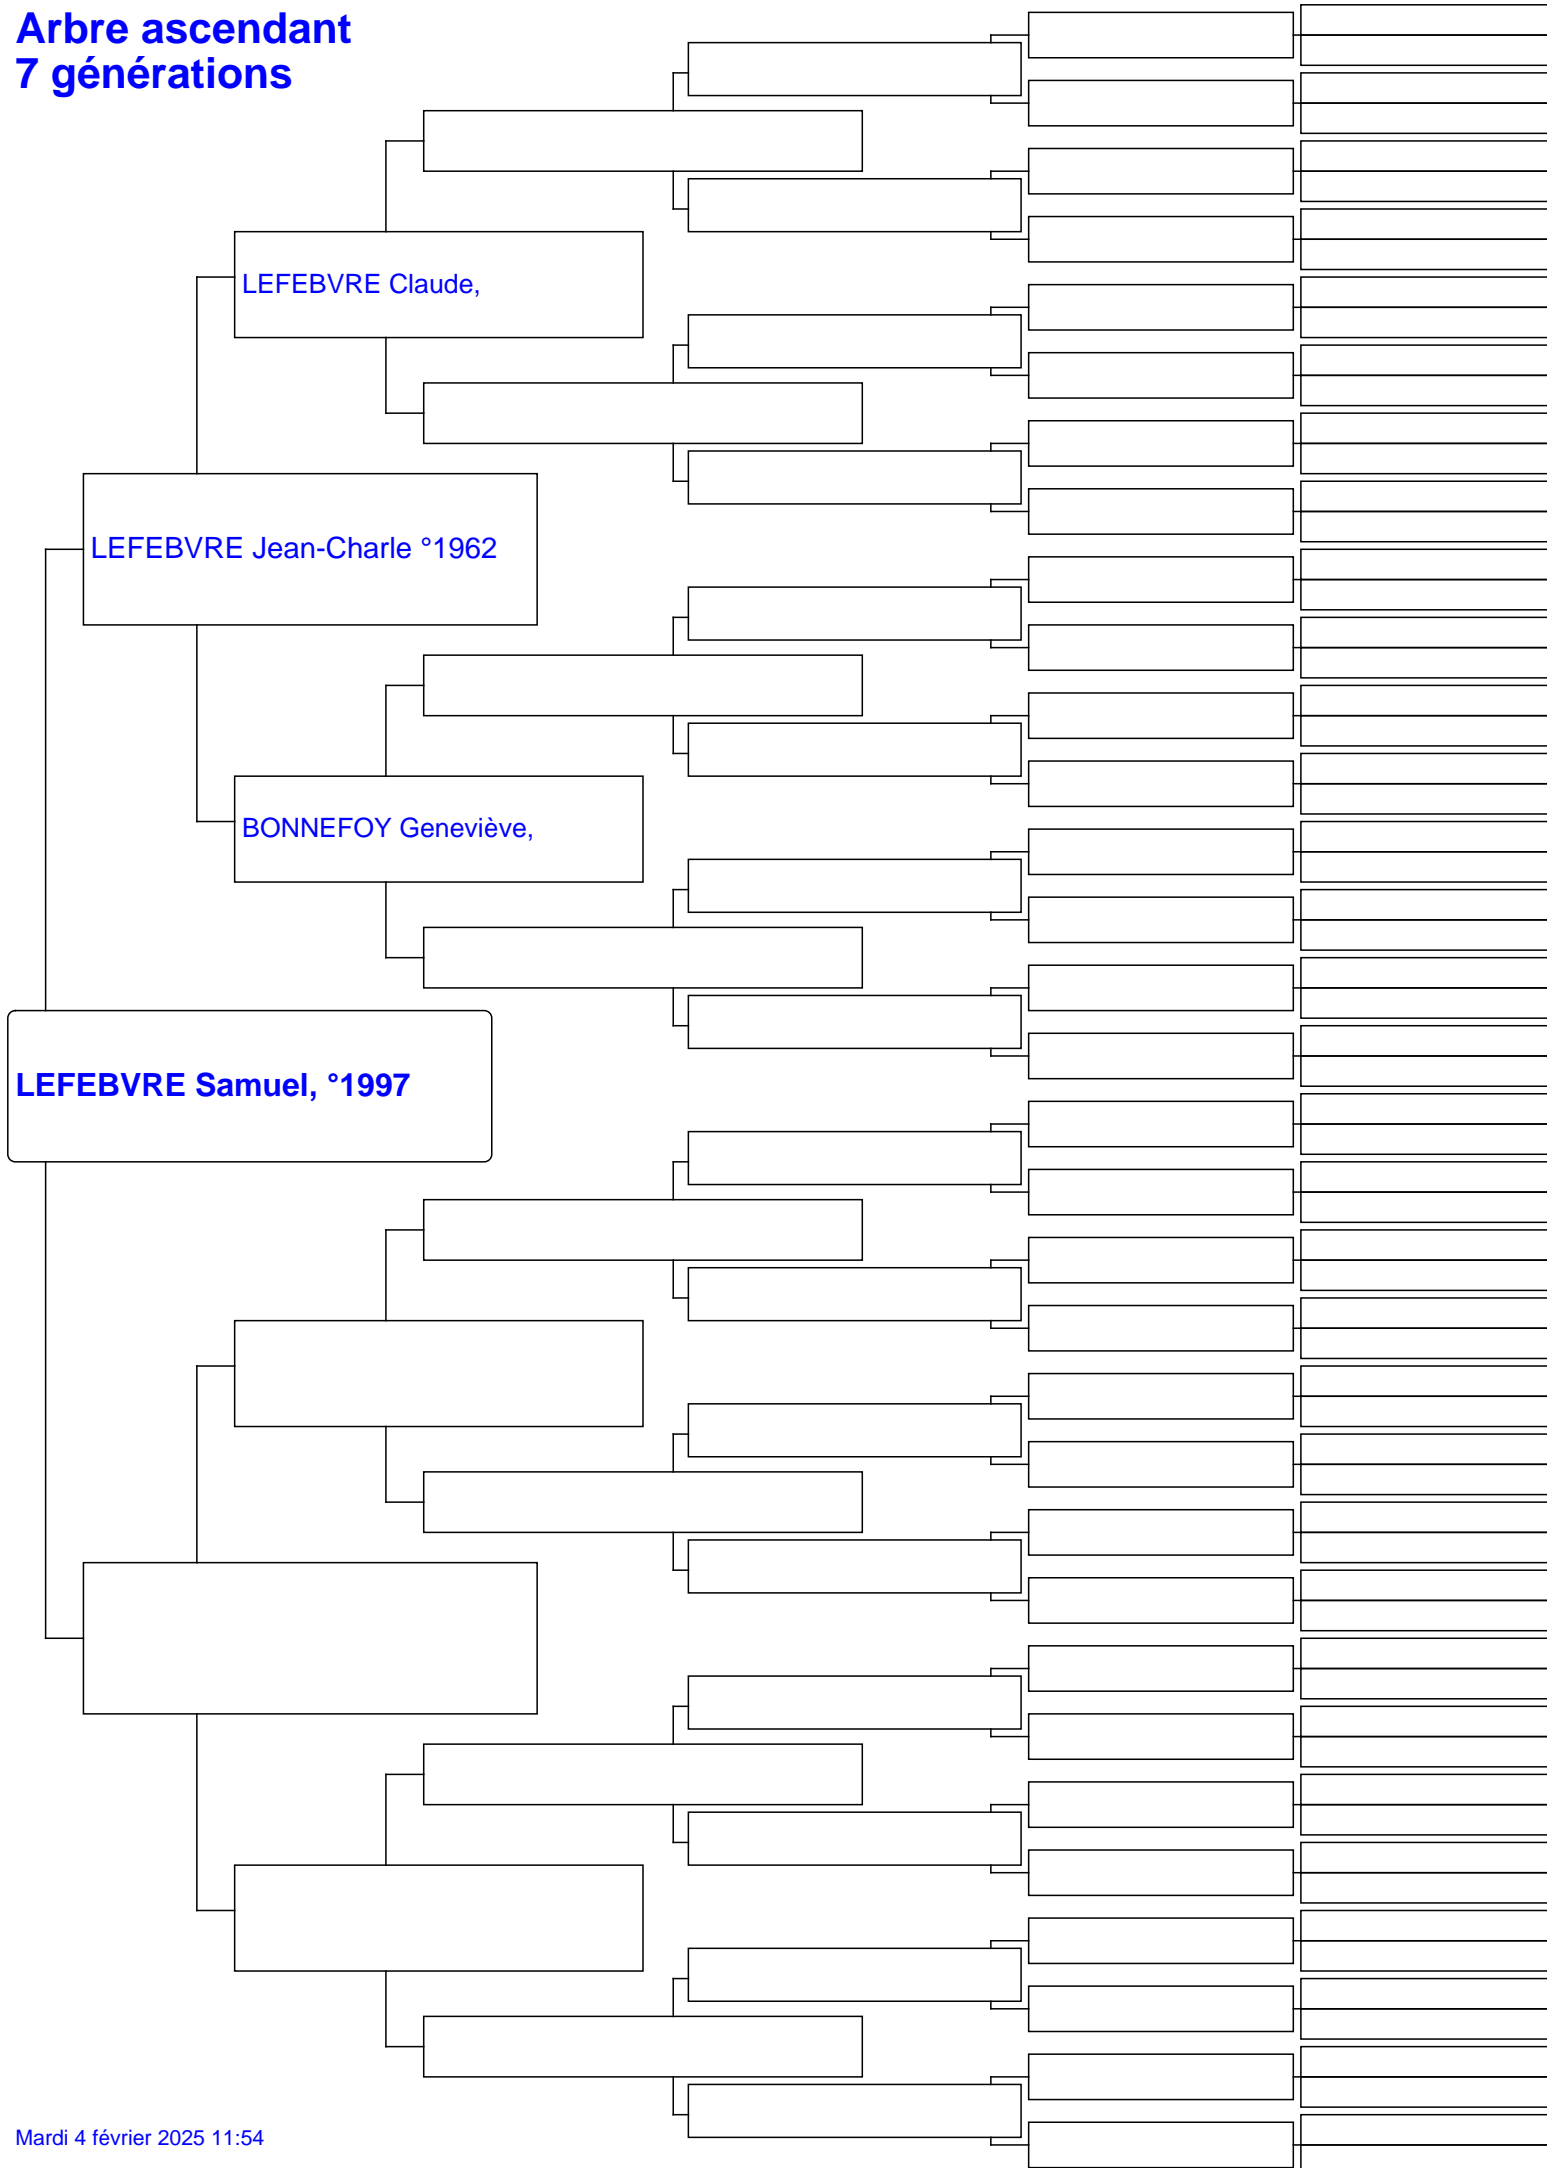 Arbre ascendant
7 générations
LEFEBVRE Claude,
LEFEBVRE Jean-Charle °1962
BONNEFOY Geneviève,
LEFEBVRE Samuel, °1997
Mardi 4 février 2025 11:54